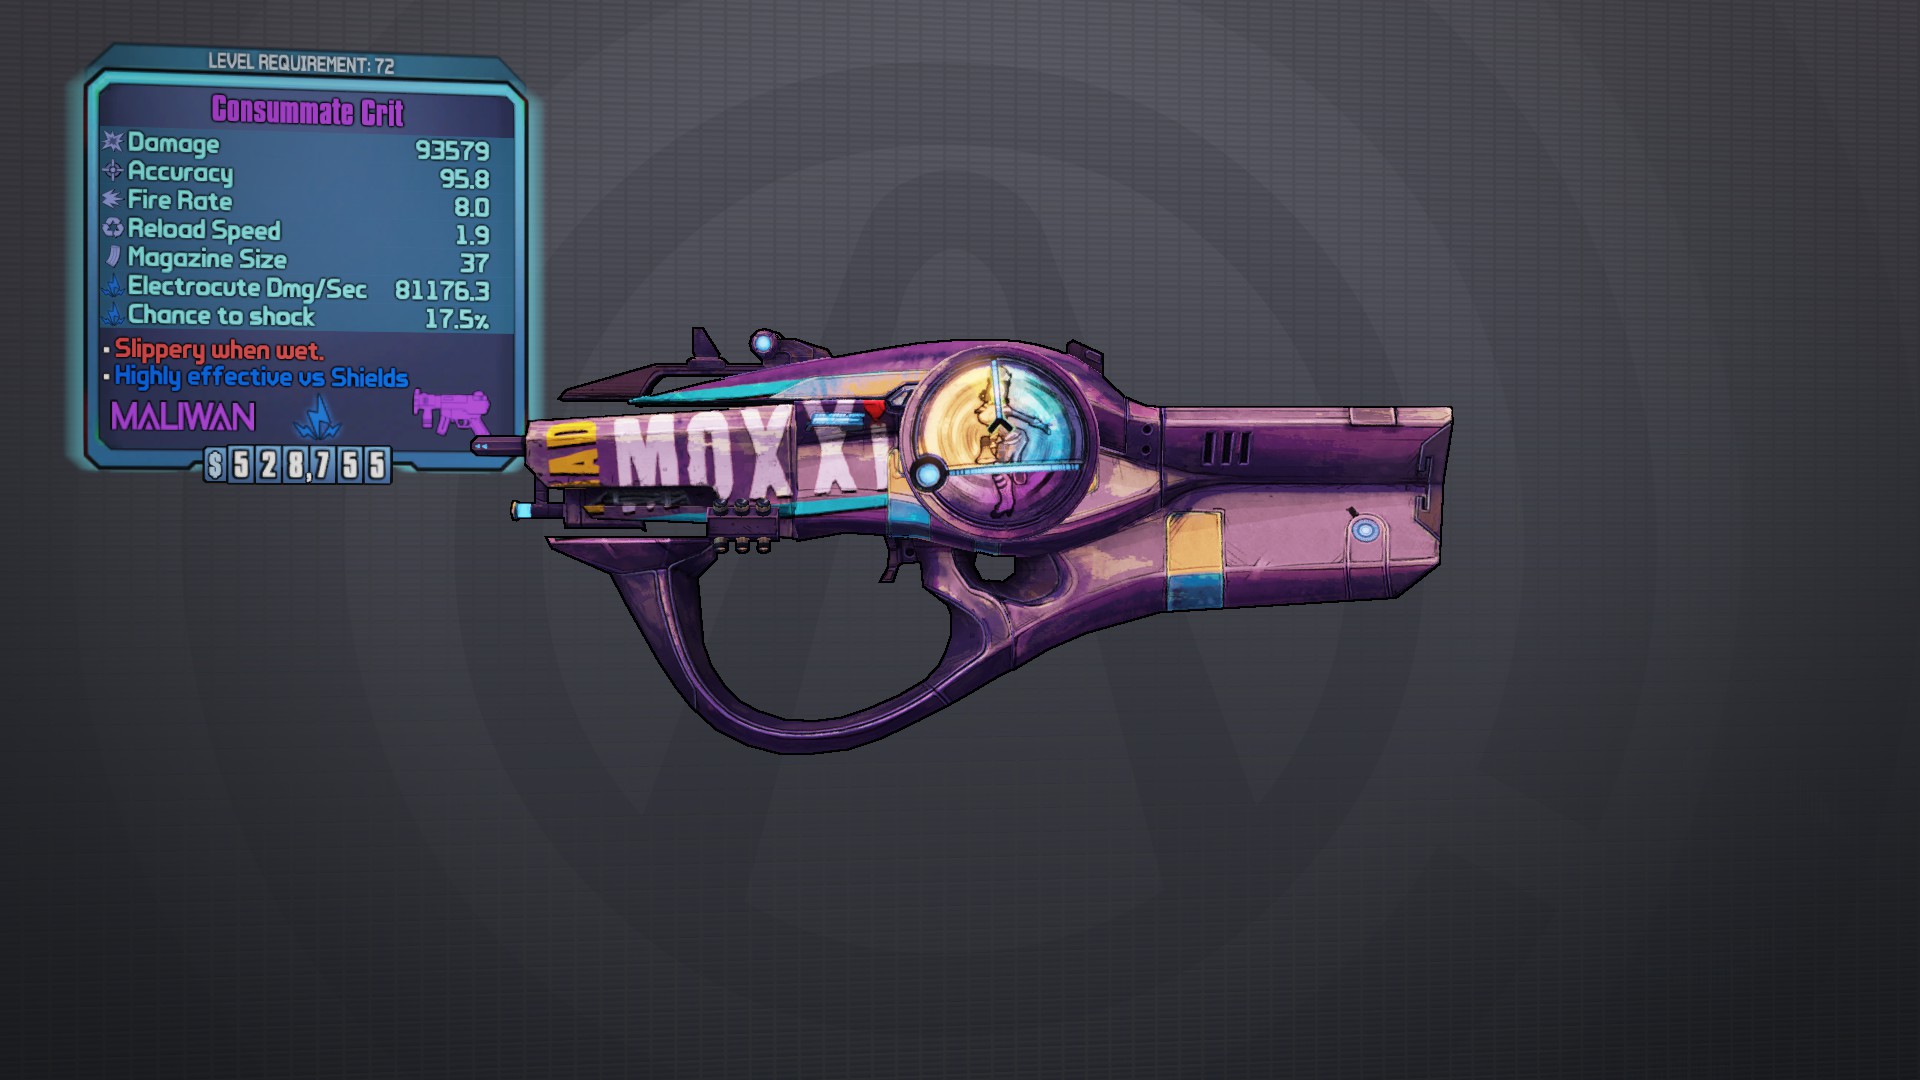 LEVEL REQUIREMENT: 72
Consummate Crit
Damage 93579
Accuracy 95.8
Fire Rate 8.0
Reload Speed 1.9
Magazine Size 37
Electrocute Dmg/Sec 81176.3
Chance to shock 17.5%
Slippery when wet.
Highly effective vs Shields
MALIWAN
$528,755
MOXXI